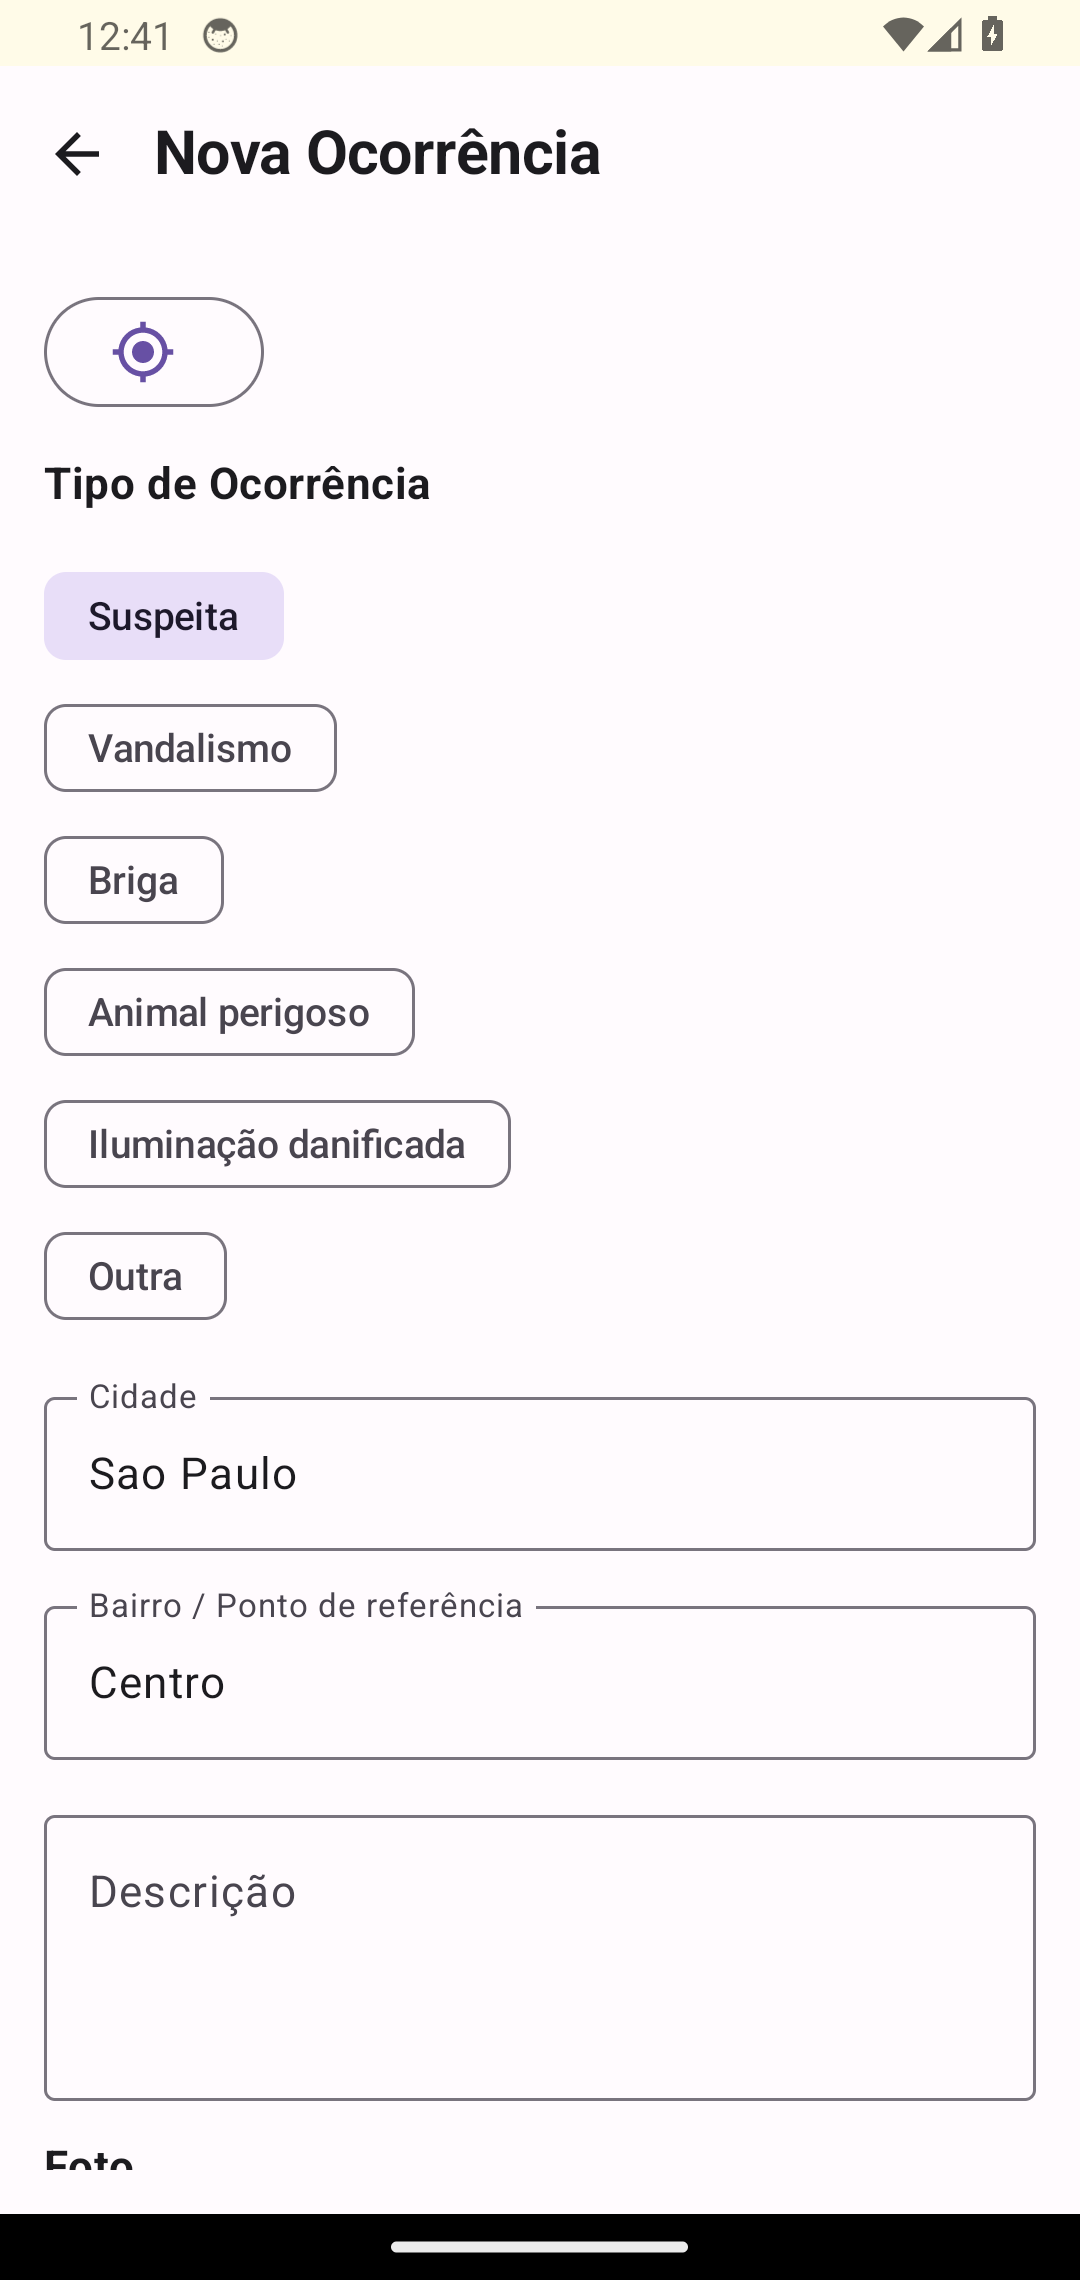 12:41
Nova Ocorrência
Tipo de Ocorrência
Suspeita
Vandalismo
Briga
Animal perigoso
Iluminação danificada
Outra
Cidade
Sao Paulo
Bairro / Ponto de referência
Centro
Descrição
Foto